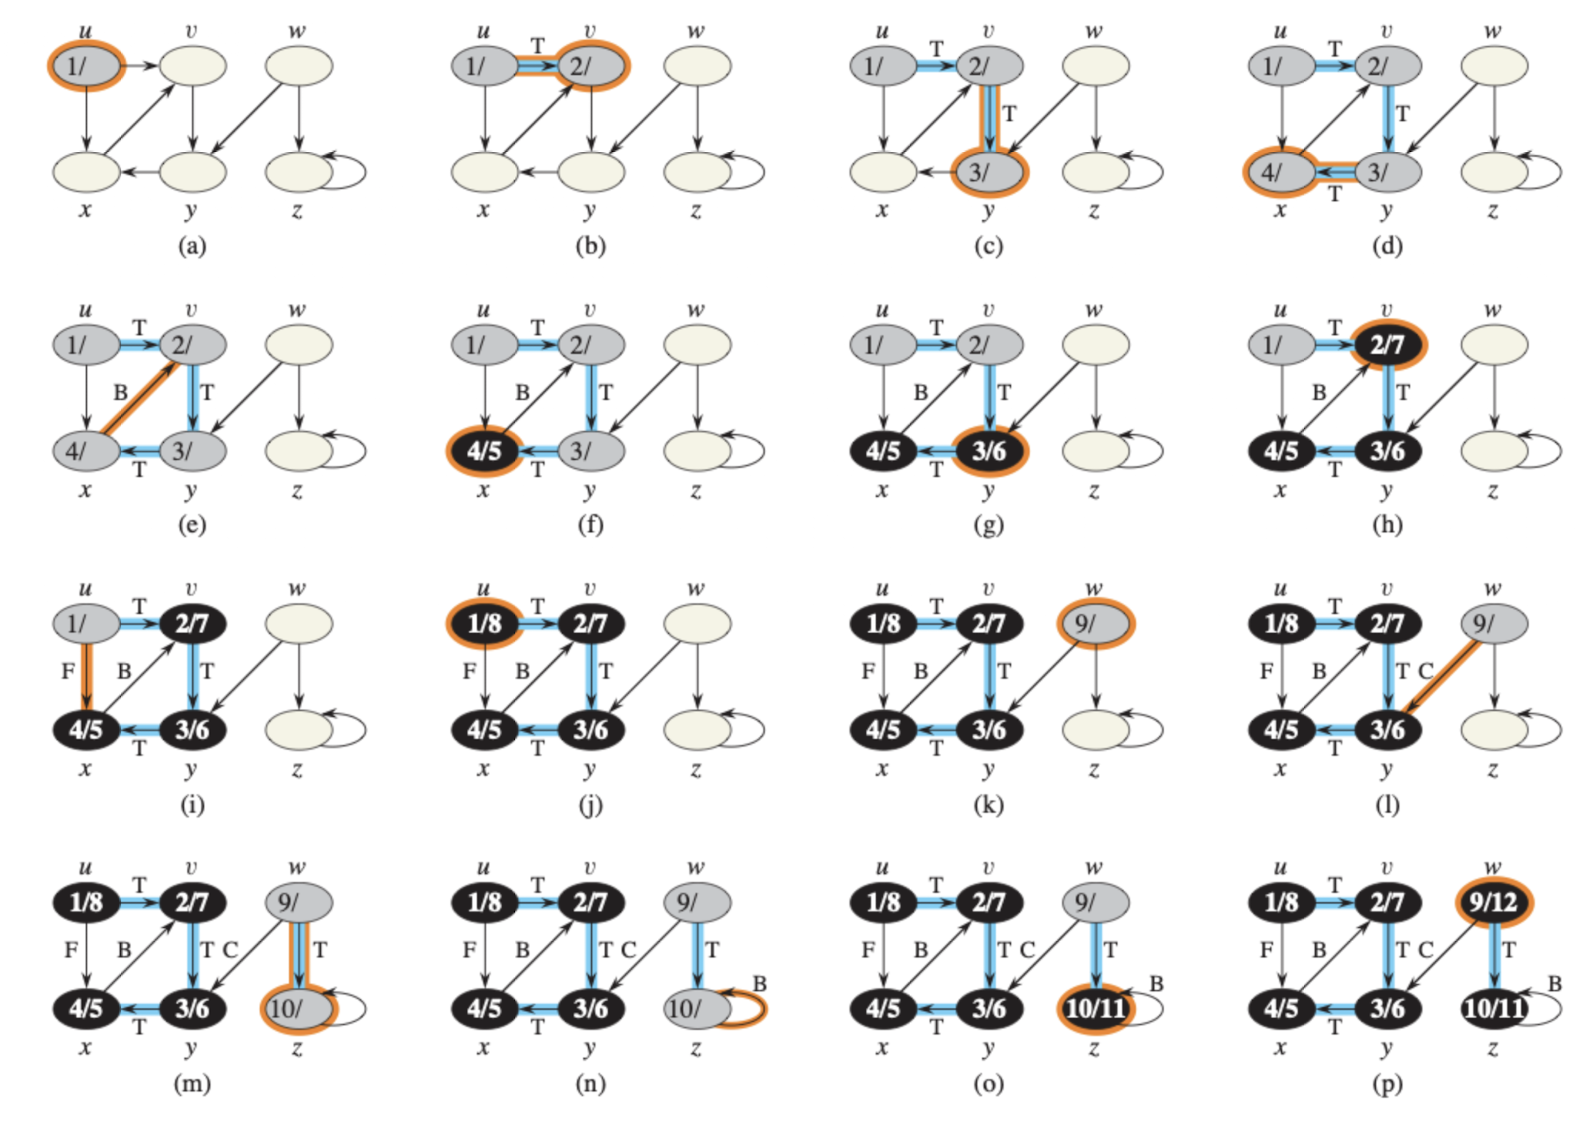 u v w u v w u v w u v w
T T T
1/ 1/ 2/ 1/ 2/ 1/ 2/
T T
3/ 4/ 3/
T
x y z x y z x y z x y z
(a) (b) (c) (d)
u v w u v w u v w u v w
T T T T
1/ 2/ 1/ 2/ 1/ 2/ 1/ 2/7
B T B T B T B T
4/ 3/ 4/5 3/ 4/5 3/6 4/5 3/6
T T T T
x y z x y z x y z x y z
(e) (f) (g) (h)
u v w u v w u v w u v w
T T T T
1/ 2/7 1/8 2/7 1/8 2/7 9/ 1/8 2/7 9/
F B T F B T F B T F B T C
4/5 3/6 4/5 3/6 4/5 3/6 4/5 3/6
T T T T
x y z x y z x y z x y z
(i) (j) (k) (l)
u v w u v w u v w u v w
T T T T
1/8 2/7 9/ 1/8 2/7 9/ 1/8 2/7 9/ 1/8 2/7 9/12
F B T C T F B T C T F B T C T F B T C T
B B B
4/5 3/6 10/ 4/5 3/6 10/ 4/5 3/6 10/11 4/5 3/6 10/11
T T T T
x y z x y z x y z x y z
(m) (n) (o) (p)